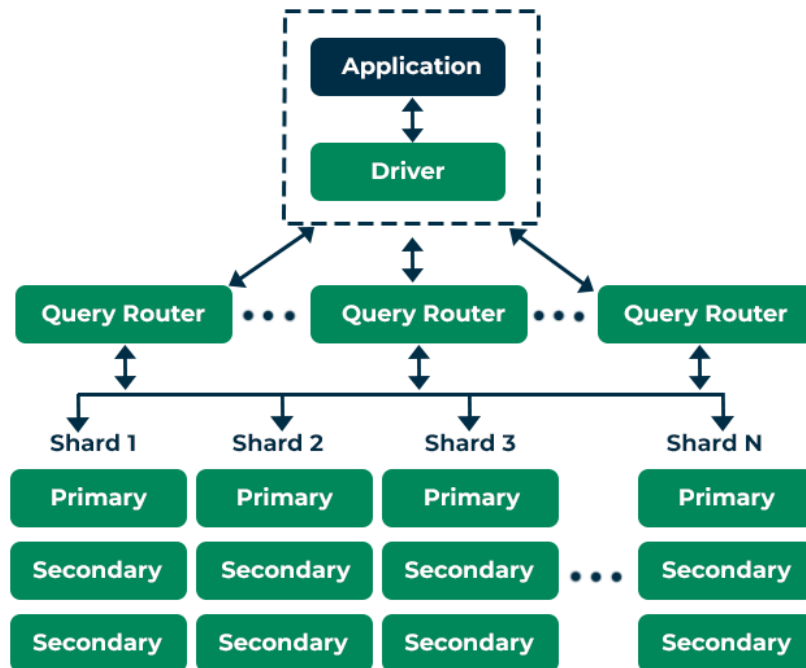 Application
Driver
Query Router Query Router Query Router
Shard 1 Shard 2 Shard 3 Shard N
Primary Primary Primary Primary
Secondary Secondary Secondary Secondary
Secondary Secondary Secondary Secondary